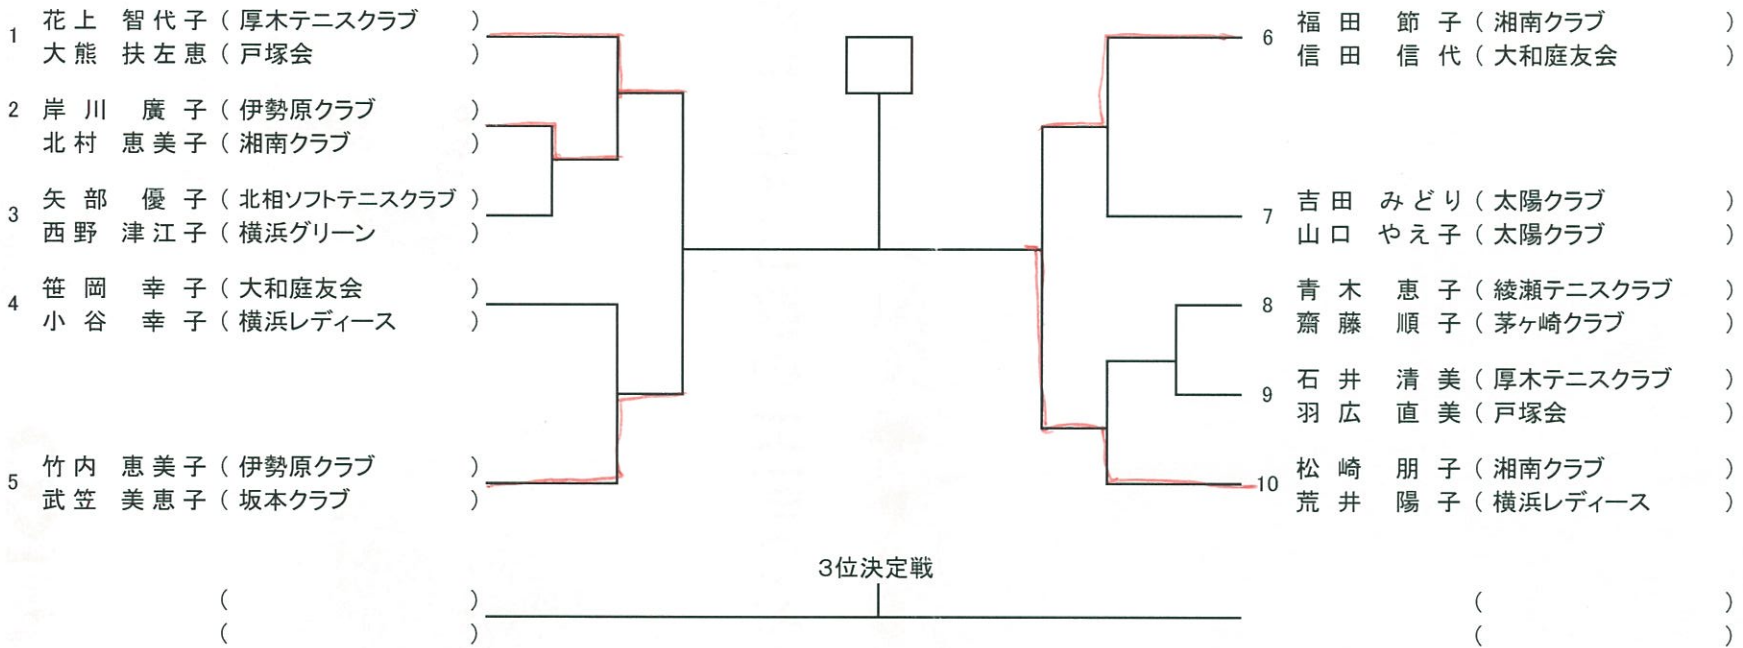 1 花上 智代子 ( 厚木テニスクラブ )
大熊 扶左恵 ( 戸塚会 )
2 岸川 廣子 ( 伊勢原クラブ )
北村 恵美子 ( 湘南クラブ )
3 矢部 優子 ( 北相ソフトテニスクラブ )
西野 津江子 ( 横浜グリーン )
4 笹岡 幸子 ( 大和庭友会 )
小谷 幸子 ( 横浜レディース )
5 竹内 恵美子 ( 伊勢原クラブ )
武笠 美恵子 ( 坂本クラブ )
6 福田 節子 ( 湘南クラブ )
信田 信代 ( 大和庭友会 )
7 吉田 みどり ( 太陽クラブ )
山口 やえ子 ( 太陽クラブ )
8 青木 恵子 ( 綾瀬テニスクラブ )
齋藤 順子 ( 茅ヶ崎クラブ )
9 石井 清美 ( 厚木テニスクラブ )
羽広 直美 ( 戸塚会 )
10 松崎 朋子 ( 湘南クラブ )
荒井 陽子 ( 横浜レディース )
3位決定戦
( )
( )
( )
( )